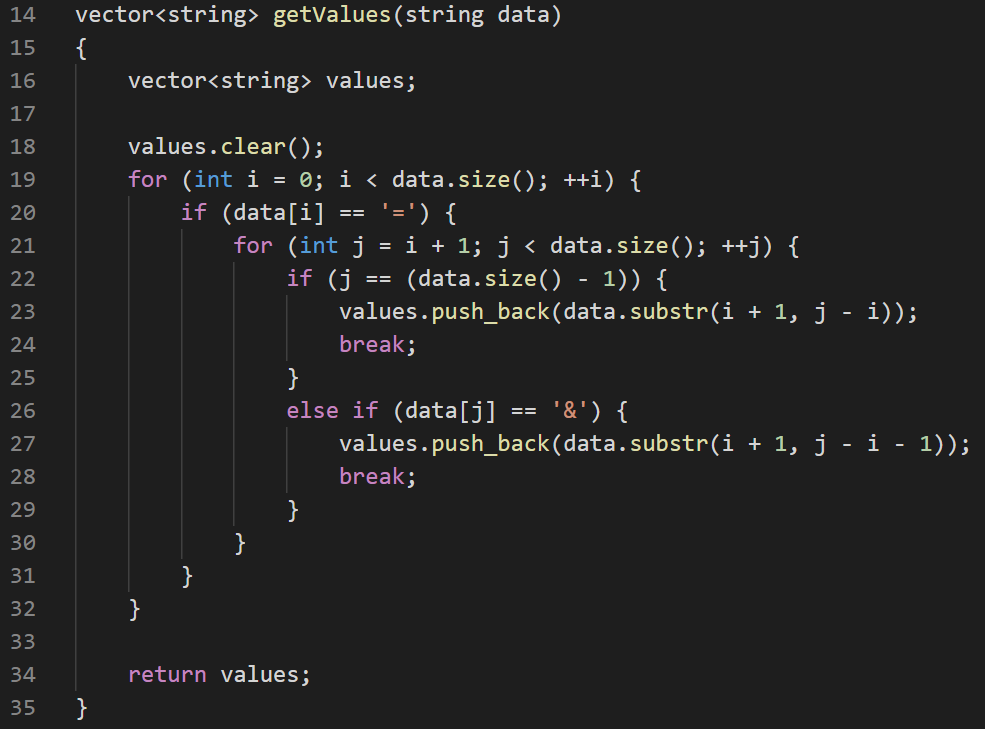 14 vector<string> getValues(string data)
15 {
16     vector<string> values;
17
18     values.clear();
19     for (int i = 0; i < data.size(); ++i) {
20         if (data[i] == '=') {
21             for (int j = i + 1; j < data.size(); ++j) {
22                 if (j == (data.size() - 1)) {
23                     values.push_back(data.substr(i + 1, j - i));
24                     break;
25                 }
26                 else if (data[j] == '&') {
27                     values.push_back(data.substr(i + 1, j - i - 1));
28                     break;
29                 }
30             }
31         }
32     }
33
34     return values;
35 }